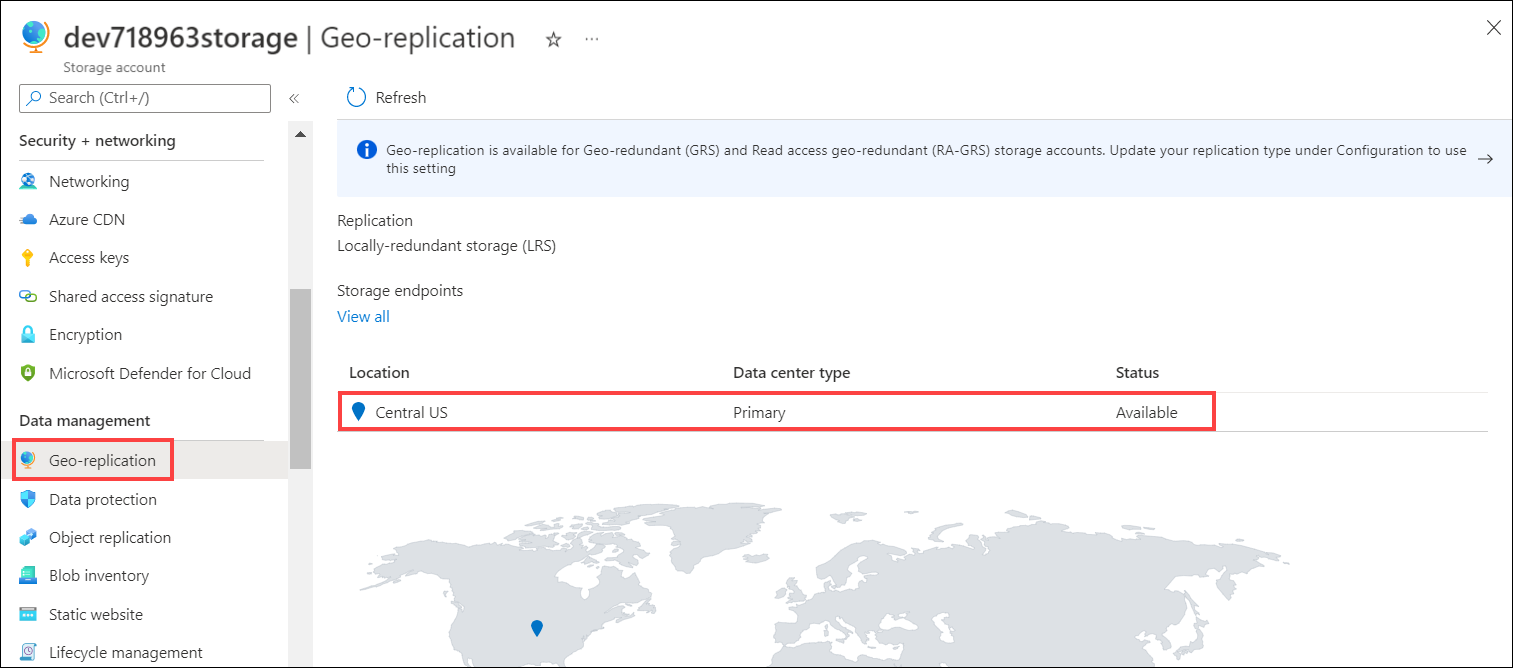 dev718963storage | Geo-replication
Storage account
Search (Ctrl+/)
Security + networking
Networking
Azure CDN
Access keys
Shared access signature
Encryption
Microsoft Defender for Cloud
Data management
Geo-replication
Data protection
Object replication
Blob inventory
Static website
Lifecycle management
Refresh
Geo-replication is available for Geo-redundant (GRS) and Read access geo-redundant (RA-GRS) storage accounts. Update your replication type under Configuration to use
this setting
Replication
Locally-redundant storage (LRS)
Storage endpoints
View all
Location Data center type Status
Central US Primary Available